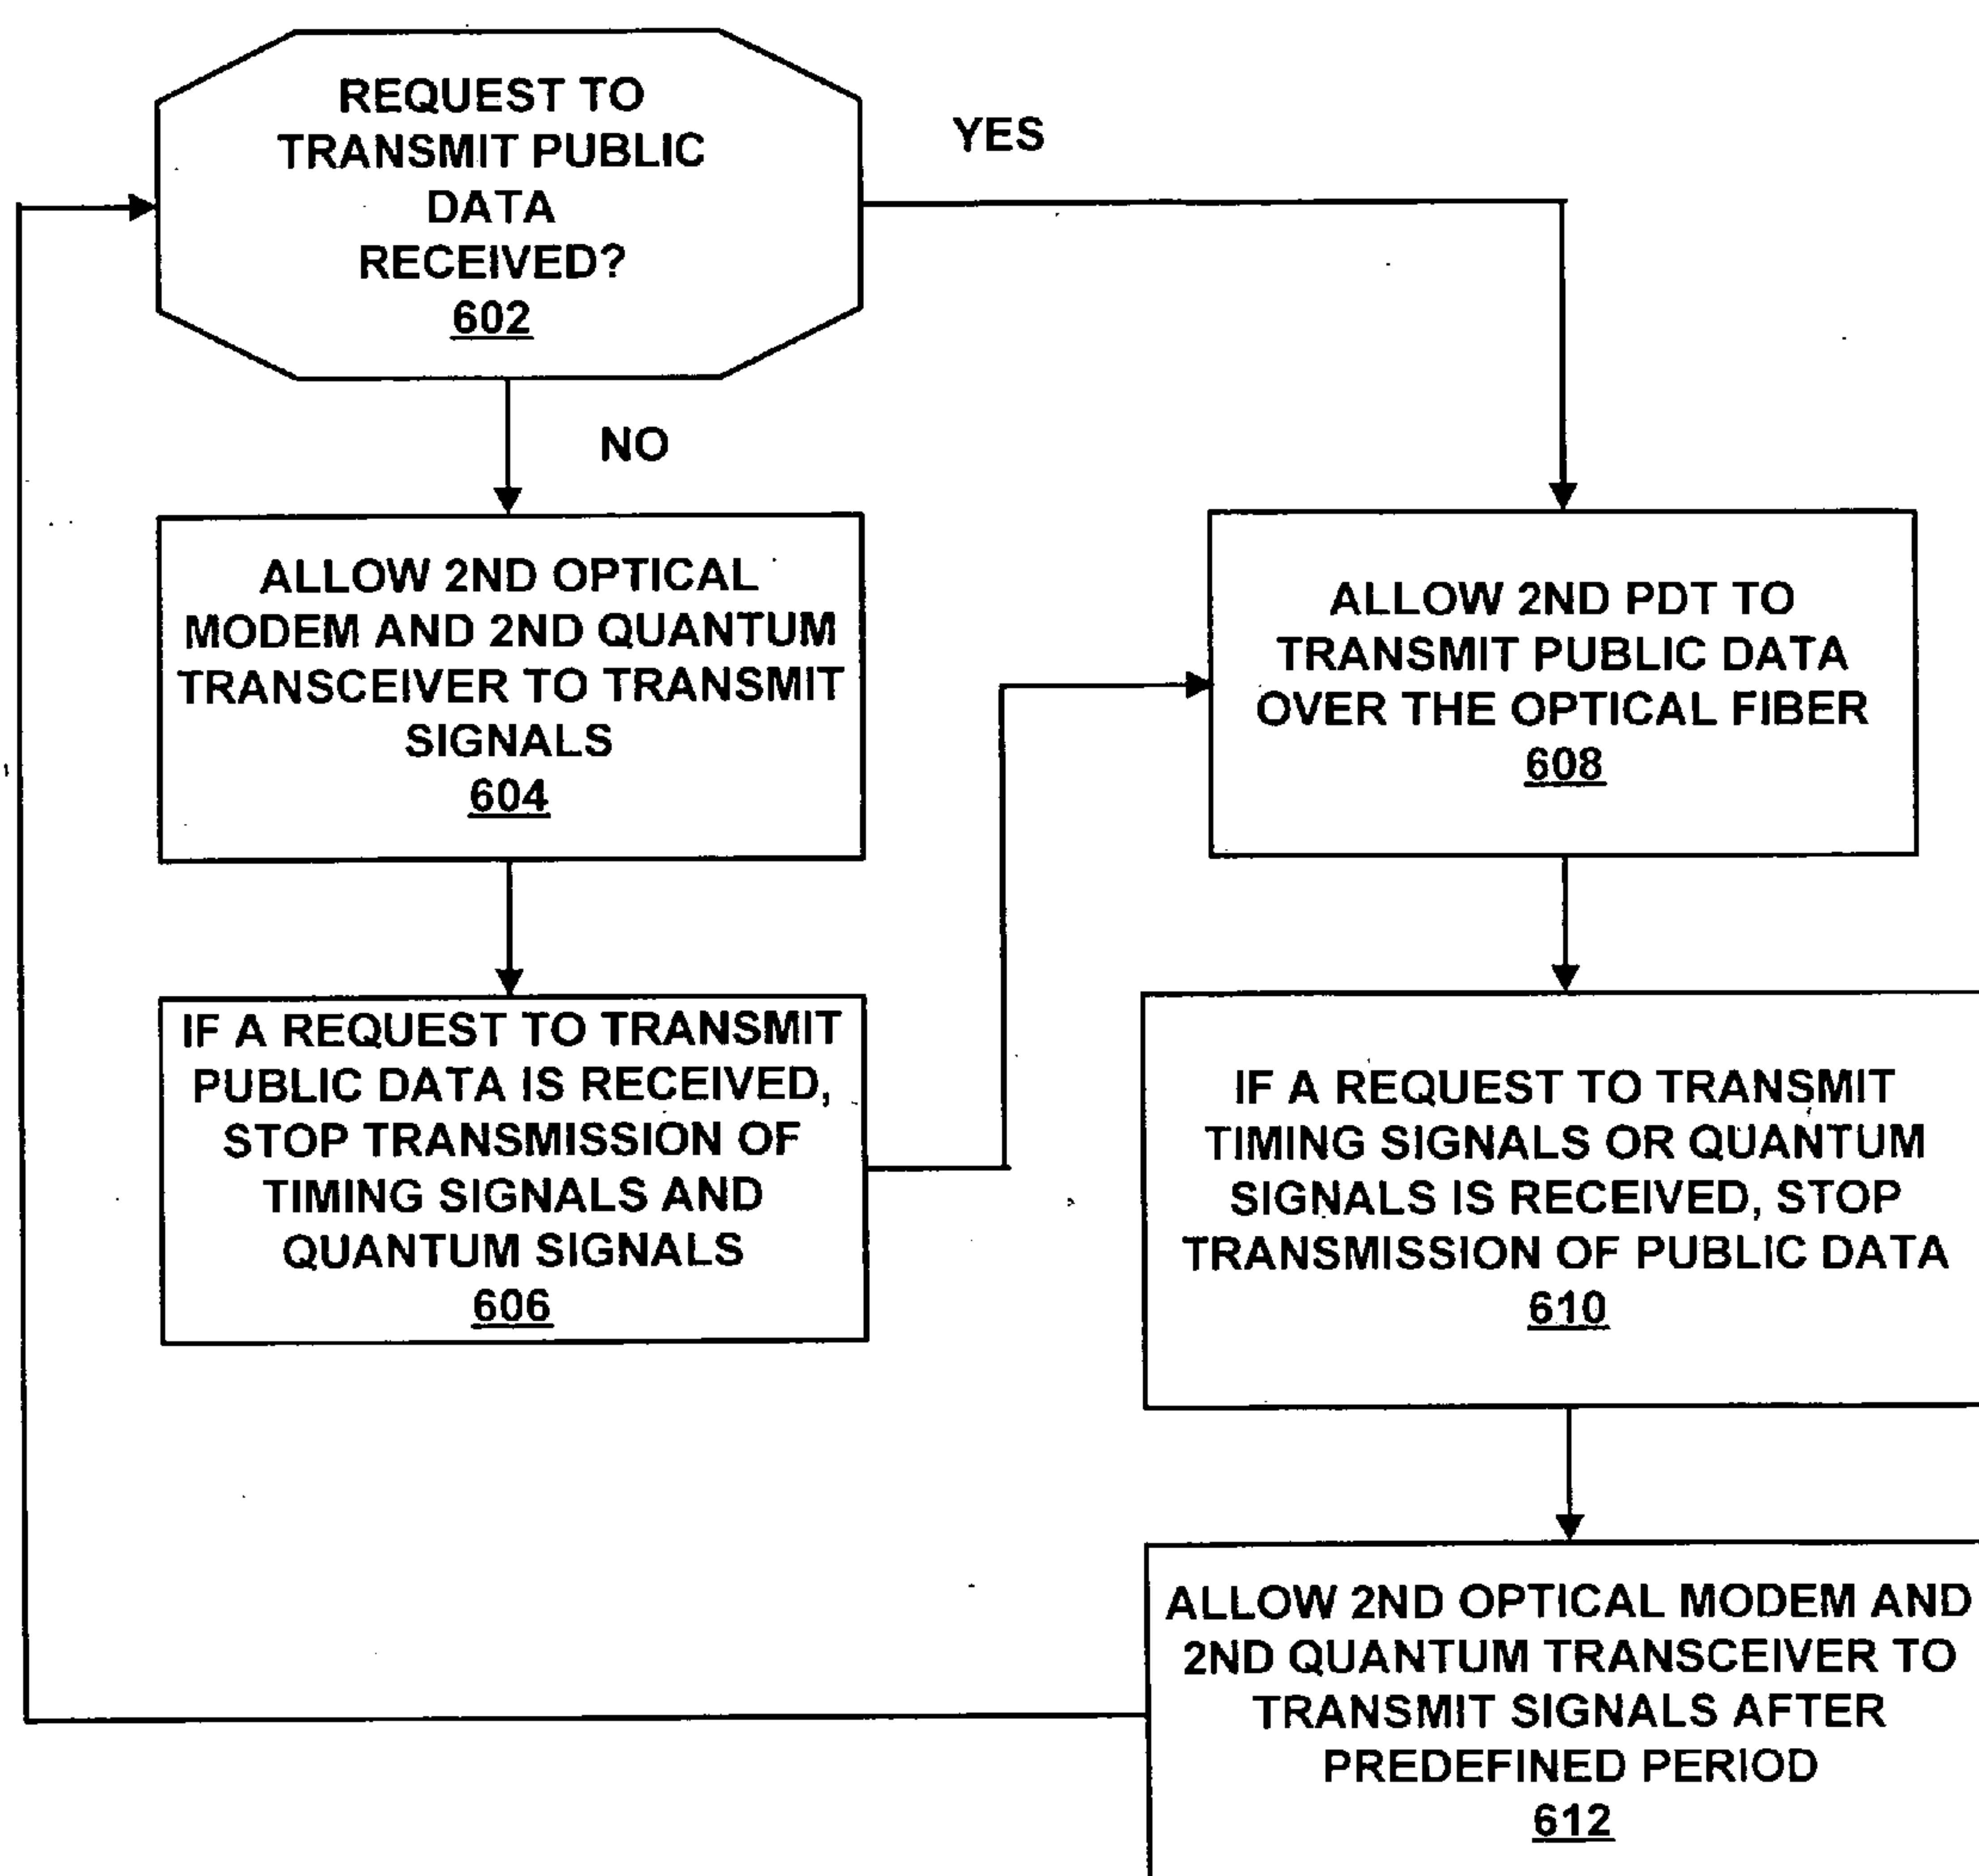 REQUEST TO
TRANSMIT PUBLIC
DATA
RECEIVED?
602
YES
NO
ALLOW 2ND OPTICAL
MODEM AND 2ND QUANTUM
TRANSCEIVER TO TRANSMIT
SIGNALS
604
IF A REQUEST TO TRANSMIT
PUBLIC DATA IS RECEIVED,
STOP TRANSMISSION OF
TIMING SIGNALS AND
QUANTUM SIGNALS
606
ALLOW 2ND PDT TO
TRANSMIT PUBLIC DATA
OVER THE OPTICAL FIBER
608
IF A REQUEST TO TRANSMIT
TIMING SIGNALS OR QUANTUM
SIGNALS IS RECEIVED, STOP
TRANSMISSION OF PUBLIC DATA
610
ALLOW 2ND OPTICAL MODEM AND
2ND QUANTUM TRANSCEIVER TO
TRANSMIT SIGNALS AFTER
PREDEFINED PERIOD
612